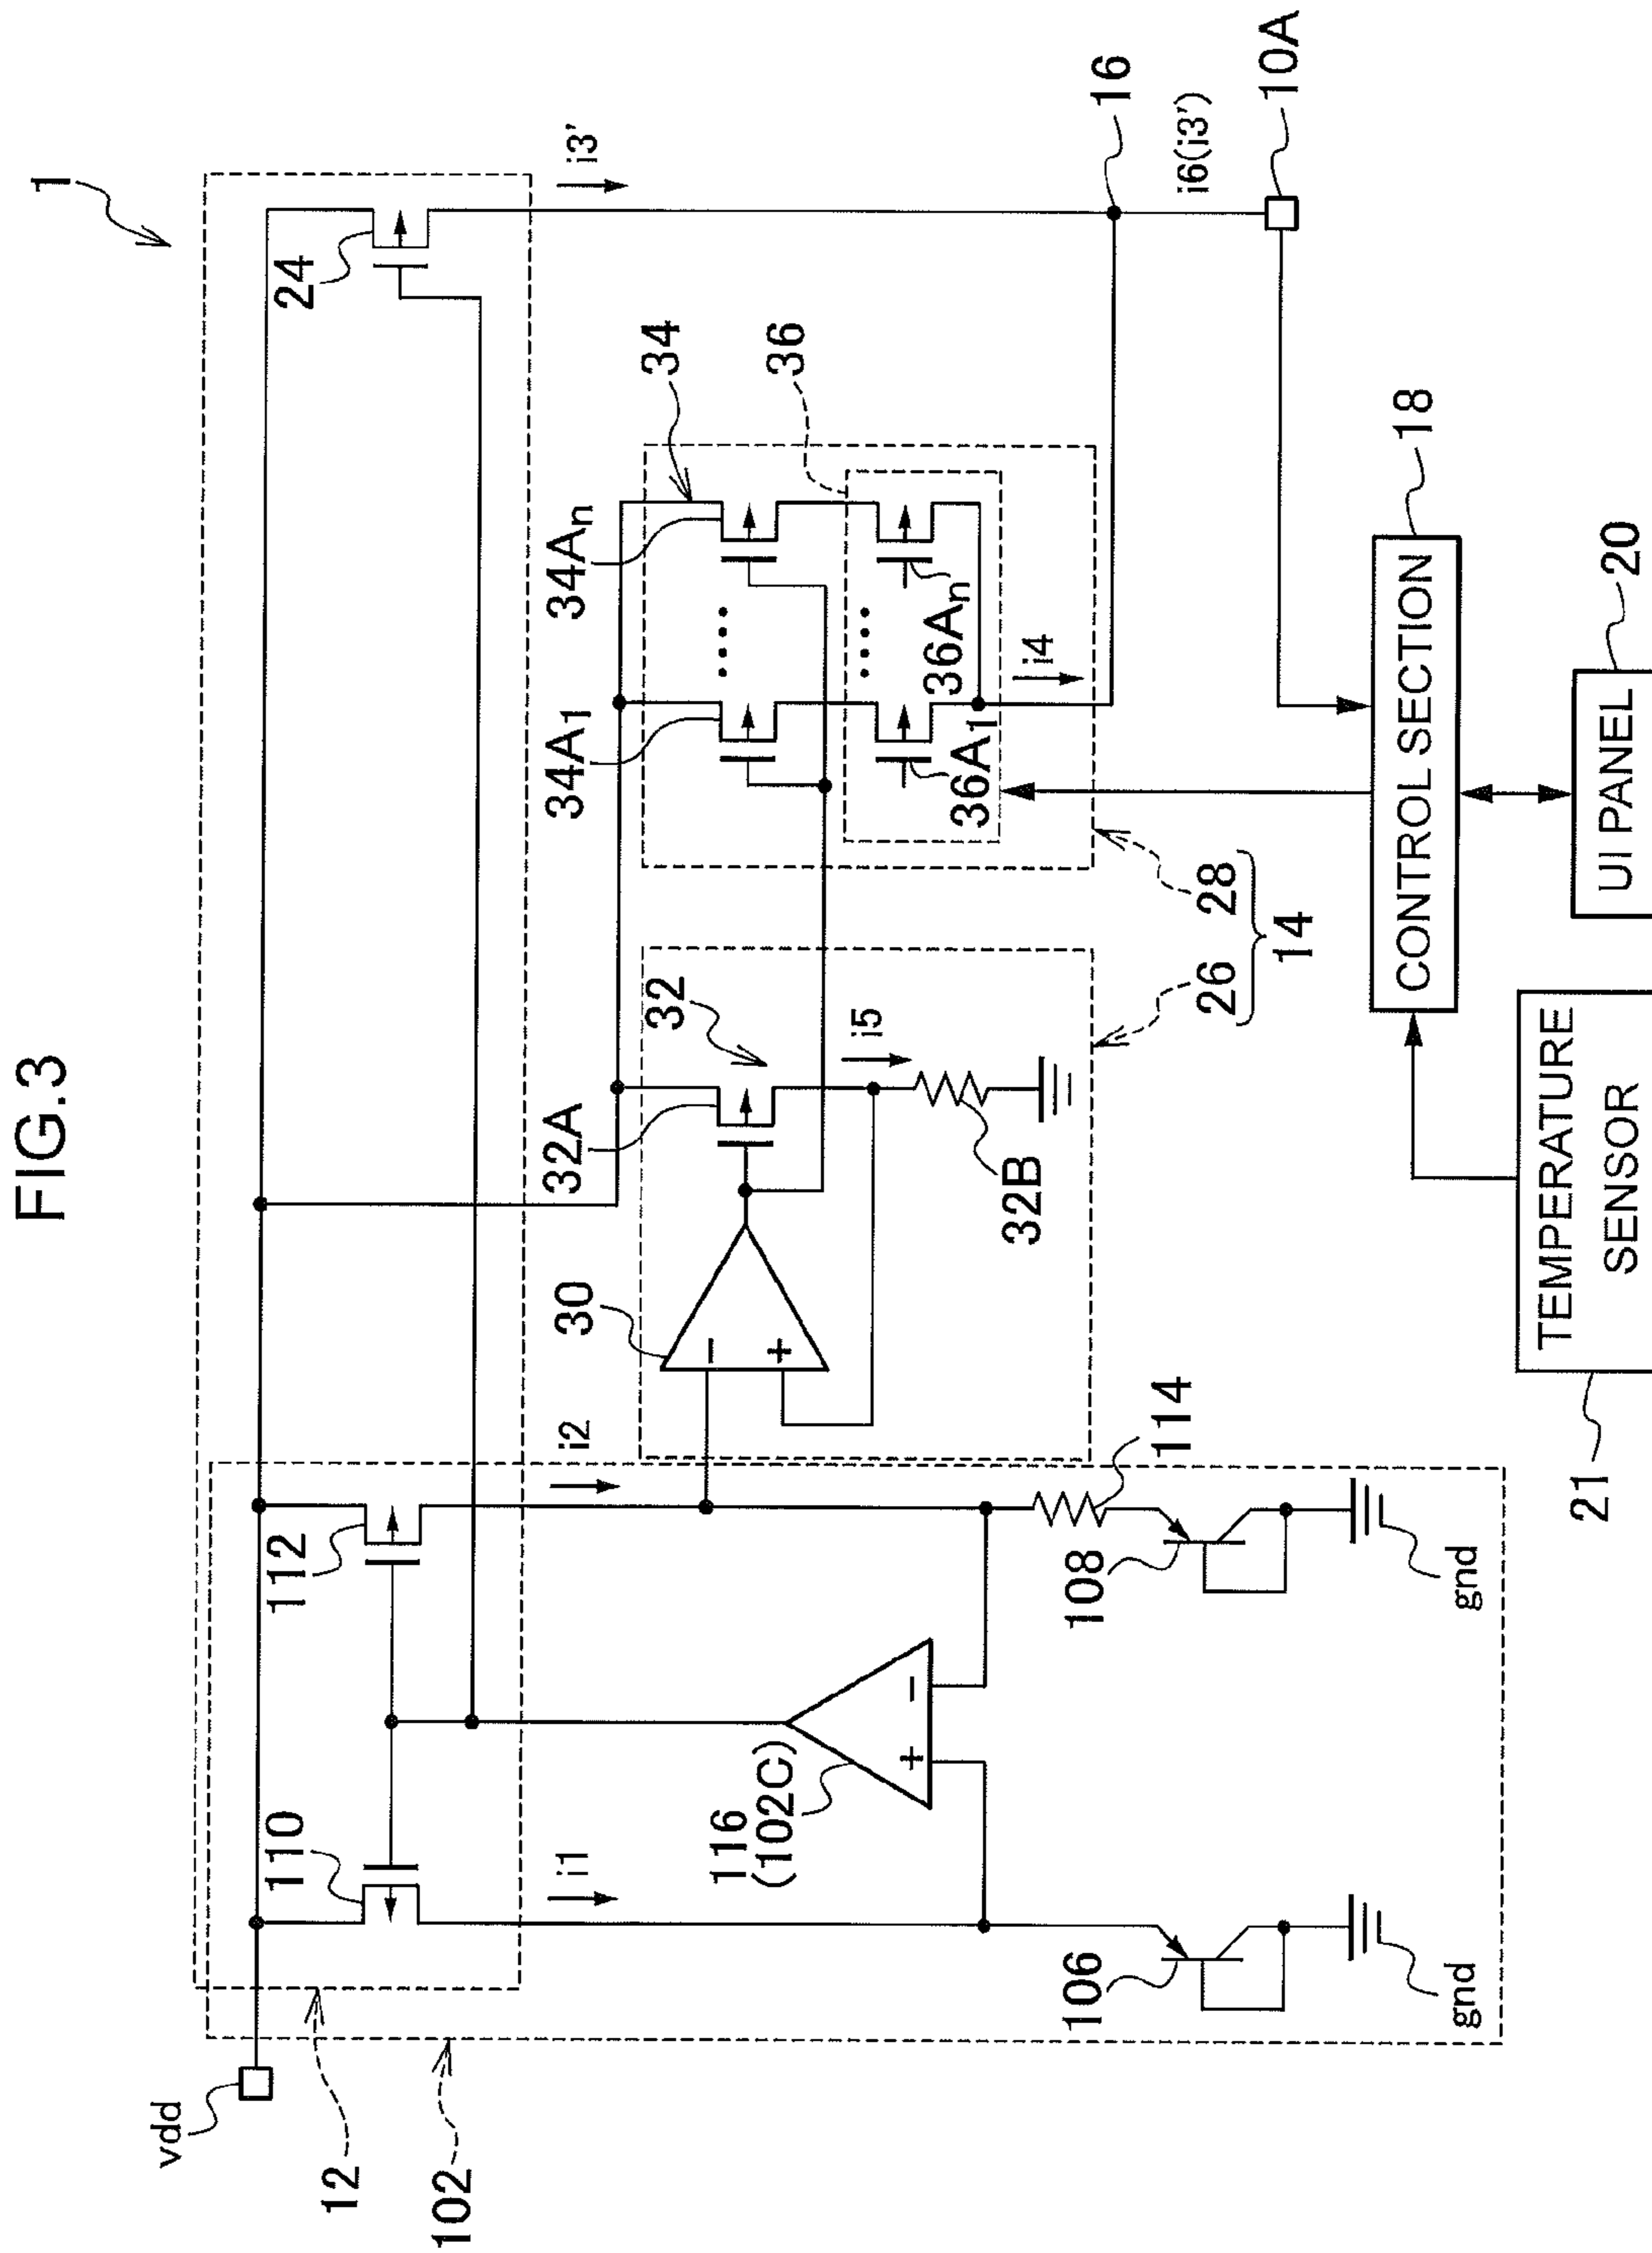 FIG.3
1
vdd
12
102
110
112
24
i1
i2
i3'
116
(102C)
+
−
106
108
114
gnd
gnd
30
−
+
32A
32
i5
32B
26
28
14
34A1
34An
34
36
36A1
36An
i4
16
i6(i3')
10A
CONTROL SECTION
18
UI PANEL
20
TEMPERATURE
SENSOR
21